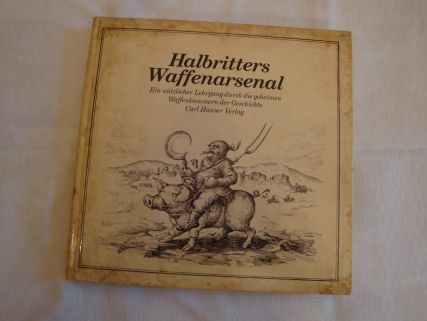 Halbritters
Waffenarsenal
Ein nützlicher Lehrgang durch die geheimen
Waffenkammern der Geschichte
Carl Hanser Verlag